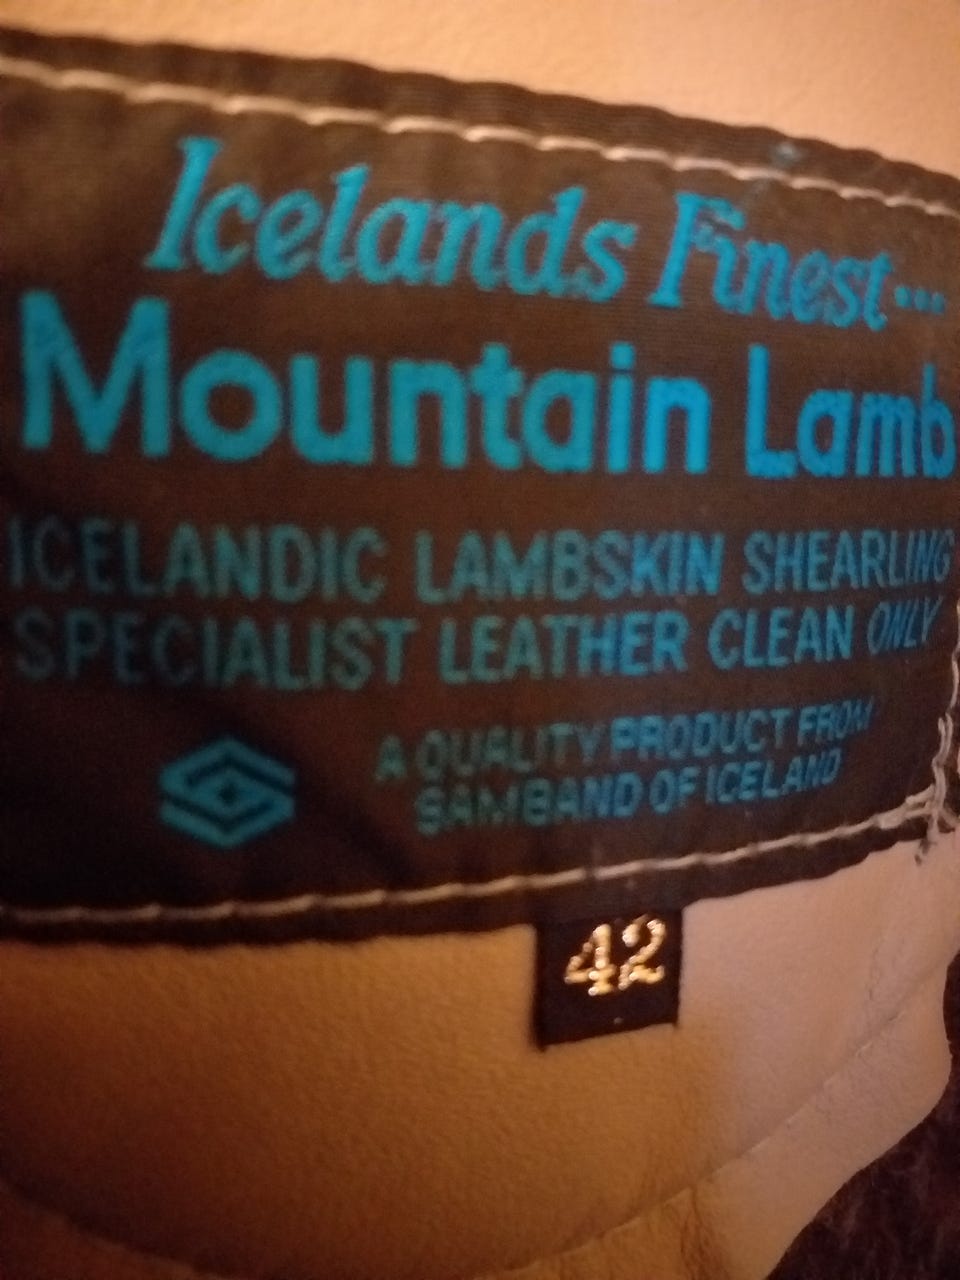 Icelands Finest...
Mountain Lamb
ICELANDIC LAMBSKIN SHEARLING
SPECIALIST LEATHER CLEAN ONLY
A QUALITY PRODUCT FROM
SAMBAND OF ICELAND
42